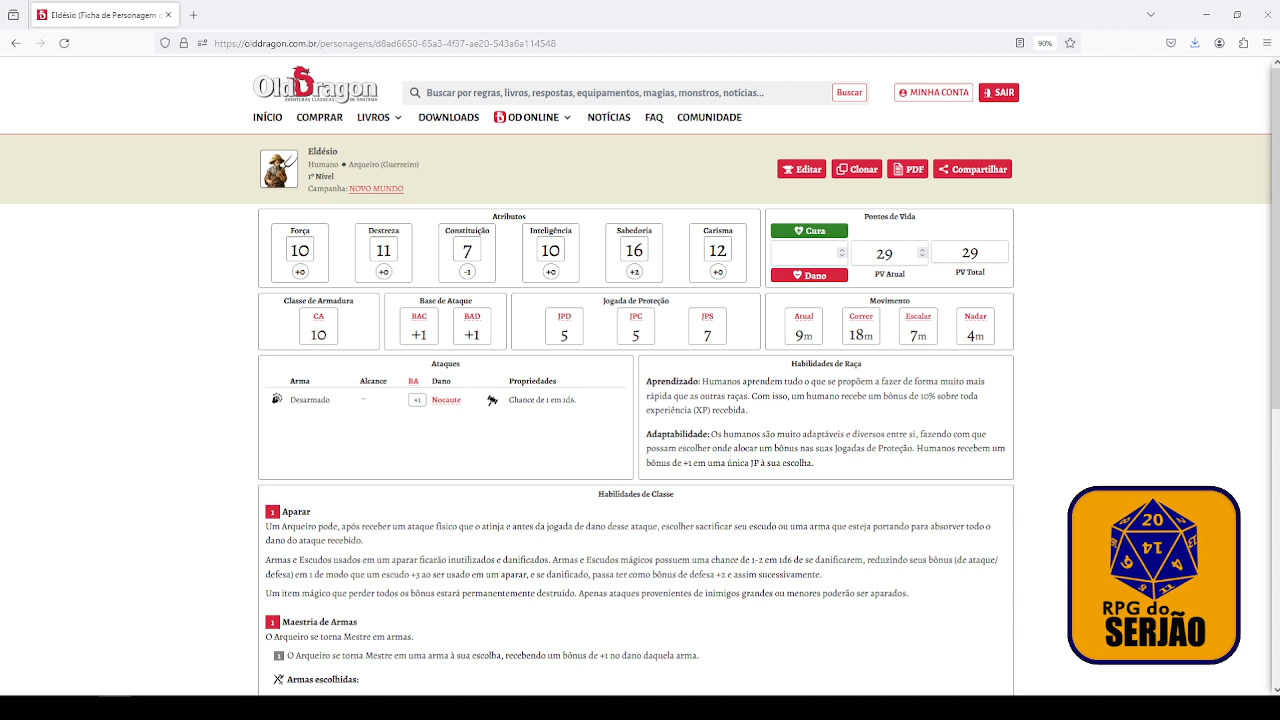 Eldésio (Ficha de Personagem o
https://olddragon.com.br/personagens/d8ad6650-65a3-4f37-ae20-543a6a114548
90%
Old Dragon
AVENTURAS CLÁSSICAS DE FANTASIA
Buscar por regras, livros, respostas, equipamentos, magias, monstros, notícias...
Buscar
MINHA CONTA
SAIR
INÍCIO COMPRAR LIVROS DOWNLOADS OD ONLINE NOTÍCIAS FAQ COMUNIDADE
Eldésio
Humano ◆ Arqueiro (Guerreiro)
1º Nível
Campanha: NOVO MUNDO
Editar Clonar PDF Compartilhar
Atributos
Força Destreza Constituição Inteligência Sabedoria Carisma
10 11 7 10 16 12
+0 +0 -1 +0 +2 +0
Pontos de Vida
Cura
29 29
Dano PV Atual PV Total
Classe de Armadura
CA
10
Base de Ataque
BAC BAD
+1 +1
Jogada de Proteção
JPD JPC JPS
5 5 7
Movimento
Atual Correr Escalar Nadar
9m 18m 7m 4m
Ataques
Arma Alcance BA Dano Propriedades
Desarmado – +1 Nocaute Chance de 1 em 1d6.
Habilidades de Raça
Aprendizado: Humanos aprendem tudo o que se propõem a fazer de forma muito mais
rápida que as outras raças. Com isso, um humano recebe um bônus de 10% sobre toda
experiência (XP) recebida.
Adaptabilidade: Os humanos são muito adaptáveis e diversos entre si, fazendo com que
possam escolher onde alocar um bônus nas suas Jogadas de Proteção. Humanos recebem um
bônus de +1 em uma única JP à sua escolha.
Habilidades de Classe
1 Aparar
Um Arqueiro pode, após receber um ataque físico que o atinja e antes da jogada de dano desse ataque, escolher sacrificar seu escudo ou uma arma que esteja portando para absorver todo o
dano do ataque recebido.
Armas e Escudos usados em um aparar ficarão inutilizados e danificados. Armas e Escudos mágicos possuem uma chance de 1-2 em 1d6 de se danificarem, reduzindo seus bônus (de ataque/
defesa) em 1 de modo que um escudo +3 ao ser usado em um aparar, e se danificado, passa ter como bônus de defesa +2 e assim sucessivamente.
Um item mágico que perder todos os bônus estará permanentemente destruído. Apenas ataques provenientes de inimigos grandes ou menores poderão ser aparados.
1 Maestria de Armas
O Arqueiro se torna Mestre em armas.
1 O Arqueiro se torna Mestre em uma arma à sua escolha, recebendo um bônus de +1 no dano daquela arma.
Armas escolhidas:
20
14
RPG do
SERJÃO